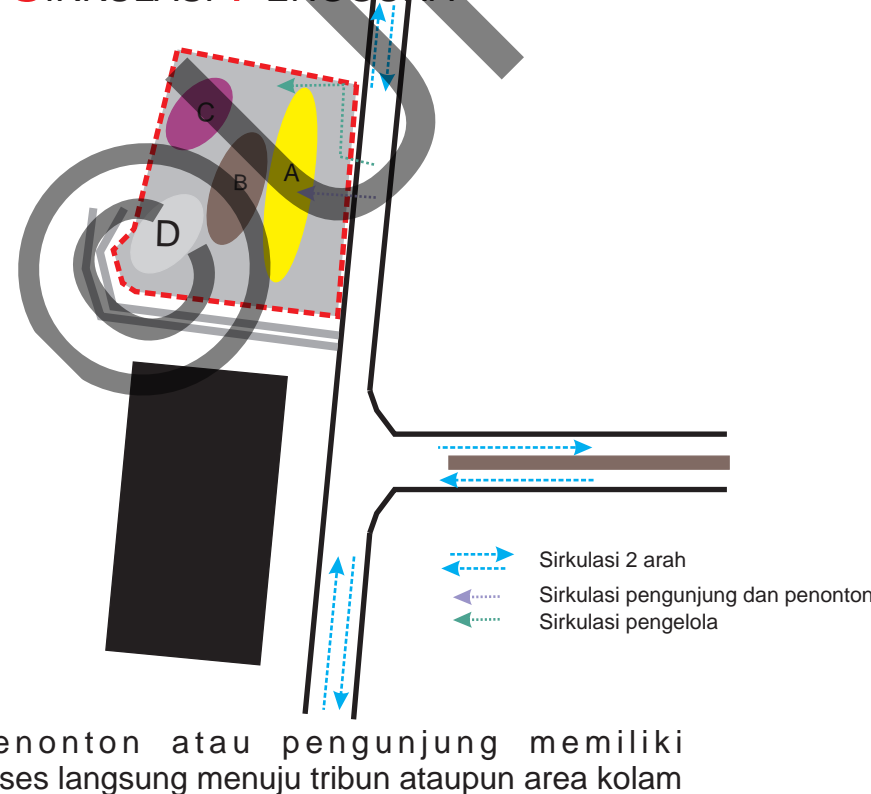 C
A
B
D
Sirkulasi 2 arah
Sirkulasi pengunjung dan penonton
Sirkulasi pengelola
enonton atau pengunjung memiliki
ses langsung menuju tribun ataupun area kolam